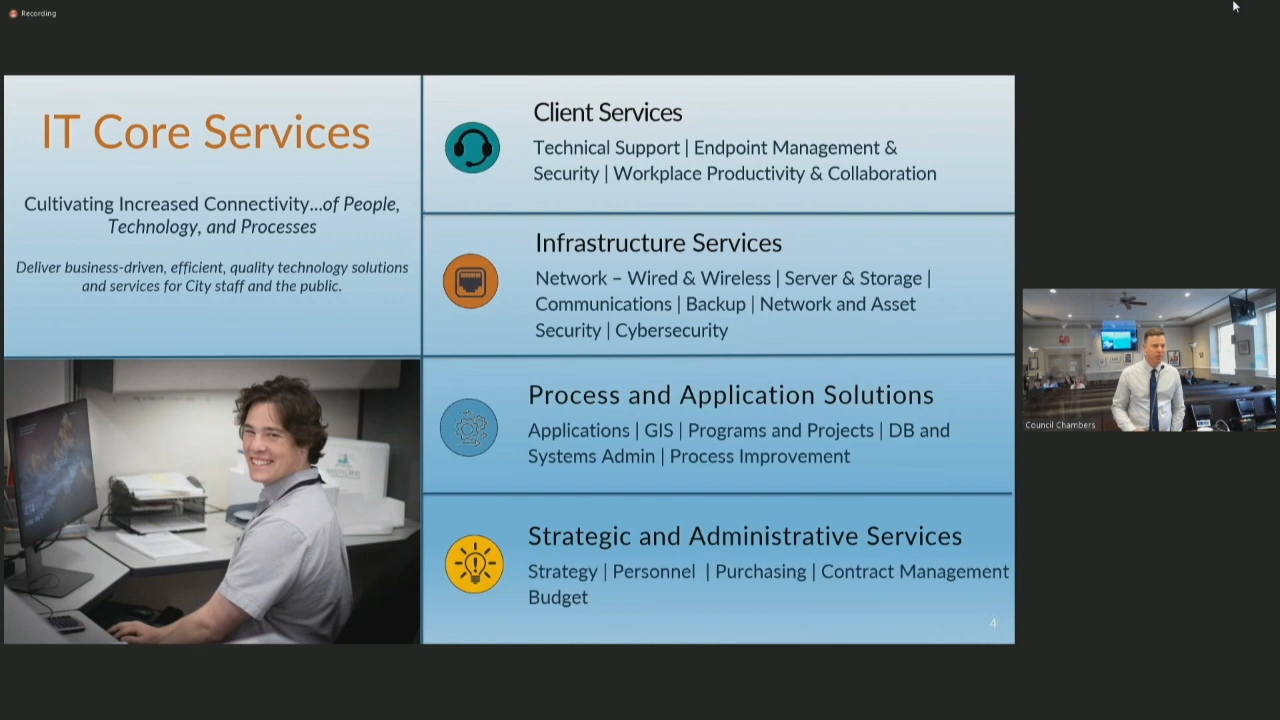 Recording
IT Core Services
Cultivating Increased Connectivity...of People,
Technology, and Processes
Deliver business-driven, efficient, quality technology solutions
and services for City staff and the public.
Client Services
Technical Support | Endpoint Management &
Security | Workplace Productivity & Collaboration
Infrastructure Services
Network – Wired & Wireless | Server & Storage |
Communications | Backup | Network and Asset
Security | Cybersecurity
Process and Application Solutions
Applications | GIS | Programs and Projects | DB and
Systems Admin | Process Improvement
Strategic and Administrative Services
Strategy | Personnel | Purchasing | Contract Management
Budget
4
Council Chambers